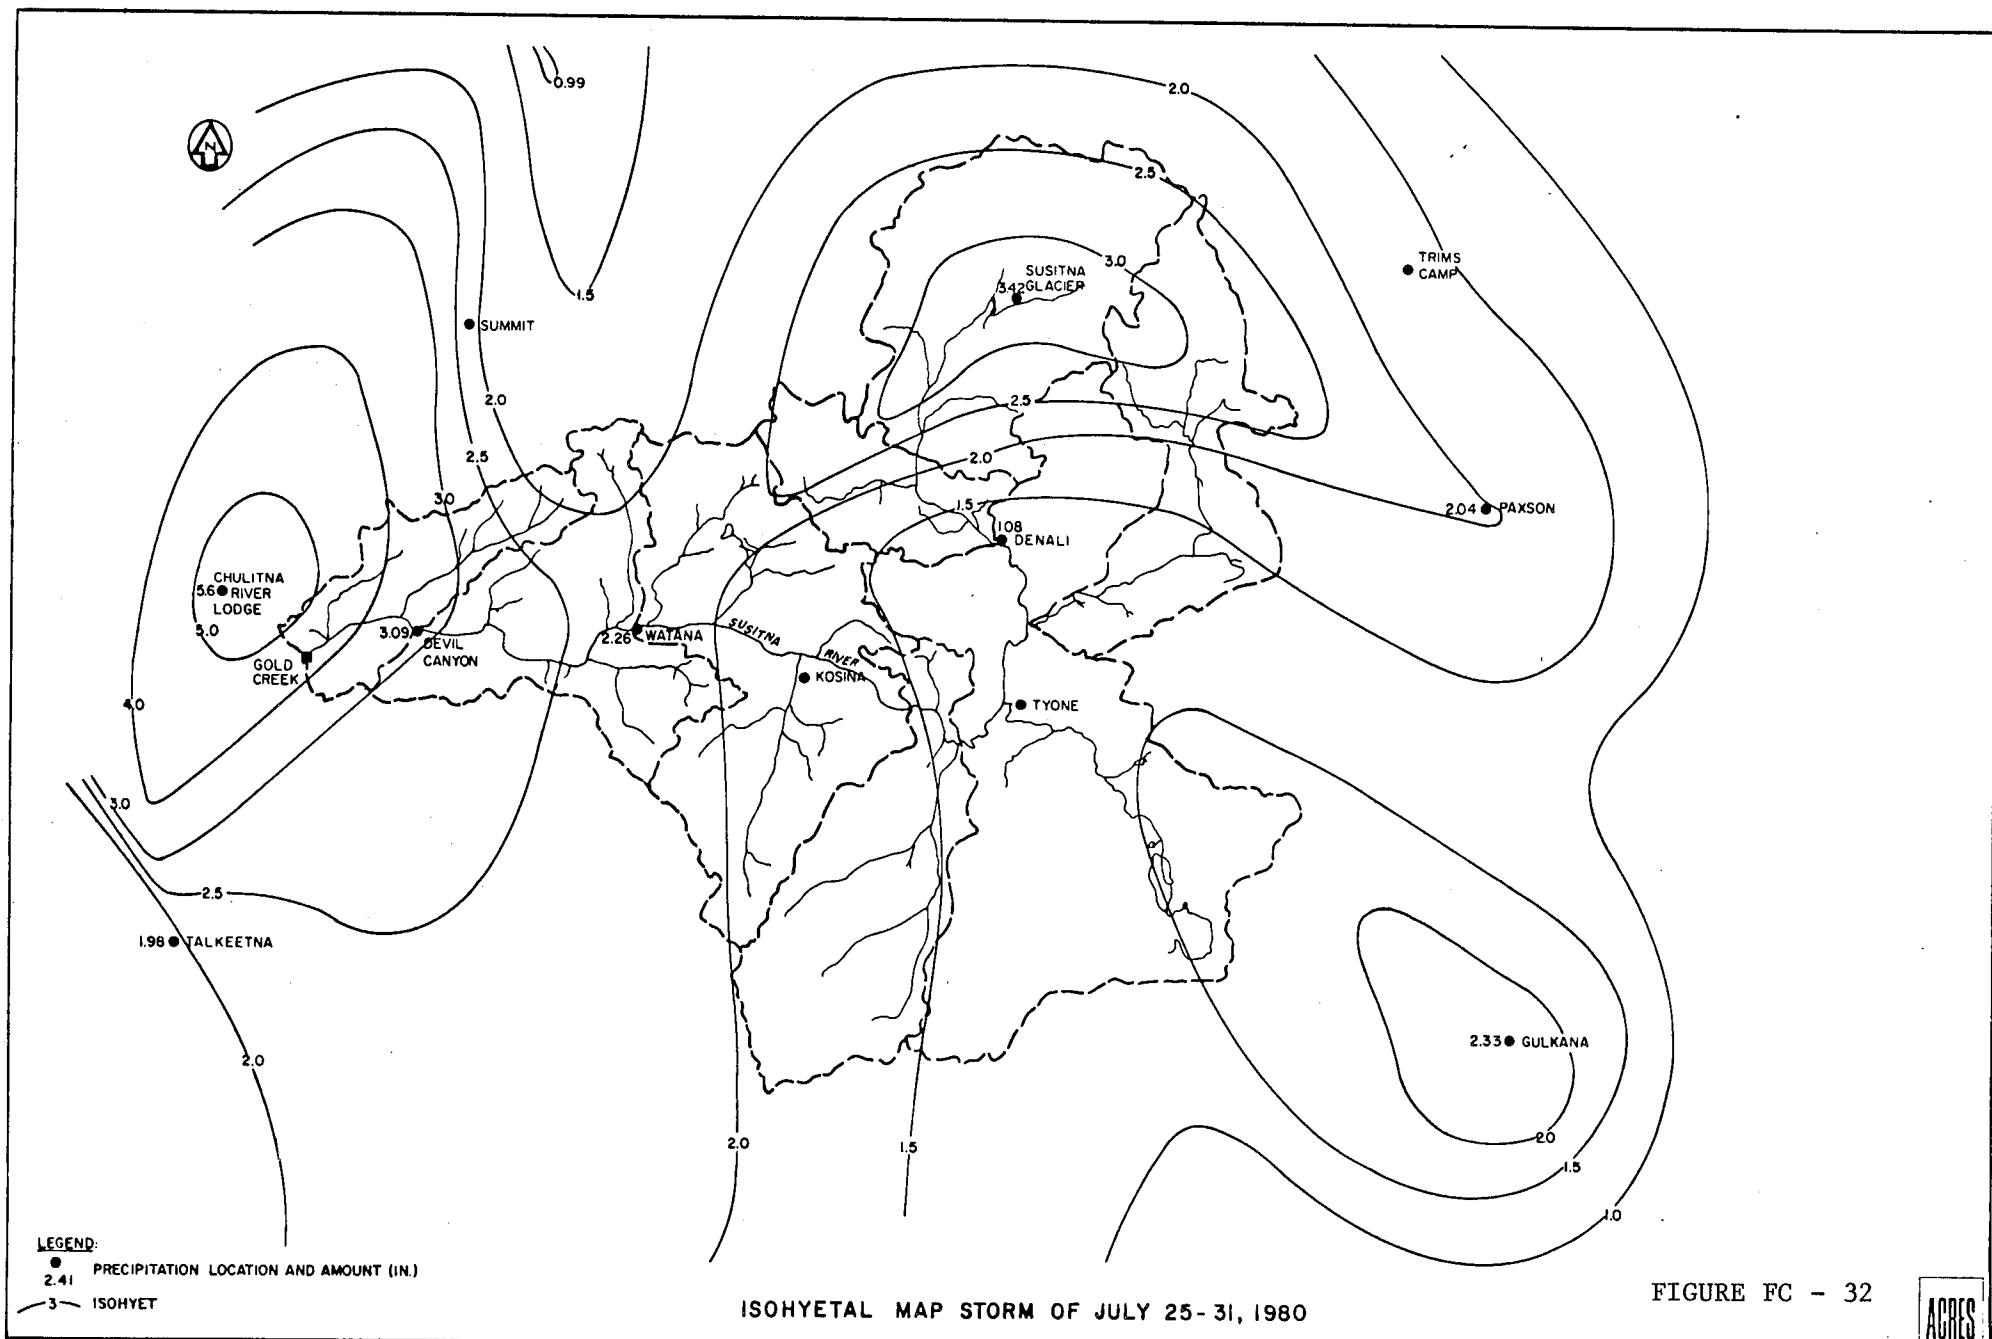 0.99
2.0
N
2.5
TRIMS
CAMP
3.0
SUSITNA
3.42 GLACIER
1.5
SUMMIT
2.0
2.5
2.5
2.0
3.0
1.5
2.04 PAXSON
1.08
DENALI
CHULITNA
5.6 RIVER
LODGE
5.0
3.09
DEVIL
CANYON
2.26 WATANA
SUSITNA
RIVER
GOLD
CREEK
KOSINA
4.0
TYONE
3.0
2.5
1.98 TALKEETNA
2.33 GULKANA
2.0
2.0
2.0
1.5
1.5
1.0
LEGEND:
2.41 PRECIPITATION LOCATION AND AMOUNT (IN.)
3 ISOHYET
ISOHYETAL MAP STORM OF JULY 25-31, 1980
FIGURE FC - 32
ACRES